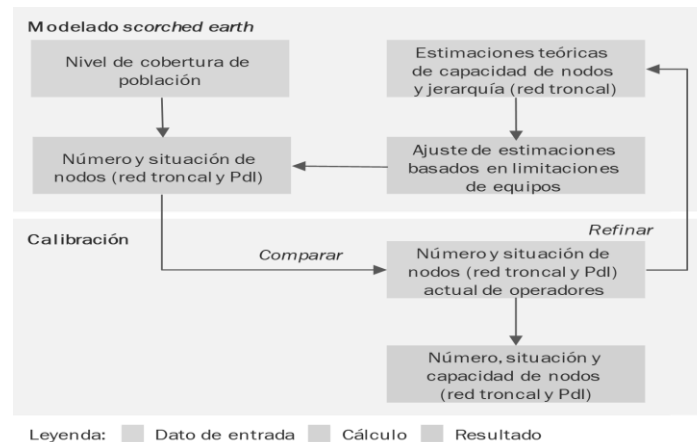 Modelado scorched earth
Nivel de cobertura de
población
Estimaciones teóricas
de capacidad de nodos
y jerarquía (red troncal)
Número y situación de
nodos (red troncal y PdI)
Ajuste de estimaciones
basados en limitaciones
de equipos
Calibración
Comparar
Refinar
Número y situación de
nodos (red troncal y PdI)
actual de operadores
Número, situación y
capacidad de nodos
(red troncal y PdI)
Leyenda: Dato de entrada Cálculo Resultado